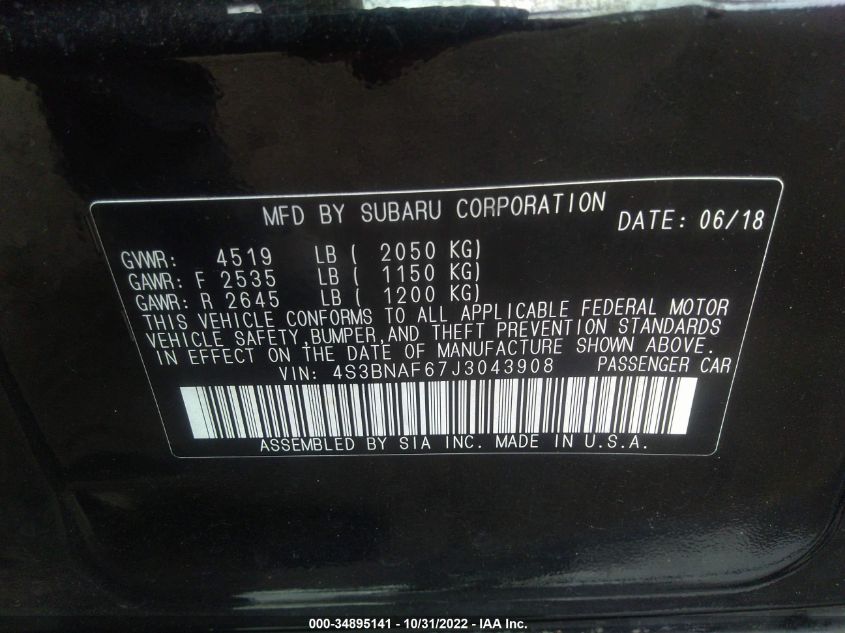 MFD BY SUBARU CORPORATION DATE: 06/18
GVWR: 4519 LB ( 2050 KG)
GAWR: F 2535 LB ( 1150 KG)
GAWR: R 2645 LB ( 1200 KG)
THIS VEHICLE CONFORMS TO ALL APPLICABLE FEDERAL MOTOR
VEHICLE SAFETY,BUMPER,AND THEFT PREVENTION STANDARDS
IN EFFECT ON THE DATE OF MANUFACTURE SHOWN ABOVE.
VIN: 4S3BNAF67J3043908 PASSENGER CAR
ASSEMBLED BY SIA INC. MADE IN U.S.A.
000-34895141 - 10/31/2022 - IAA Inc.